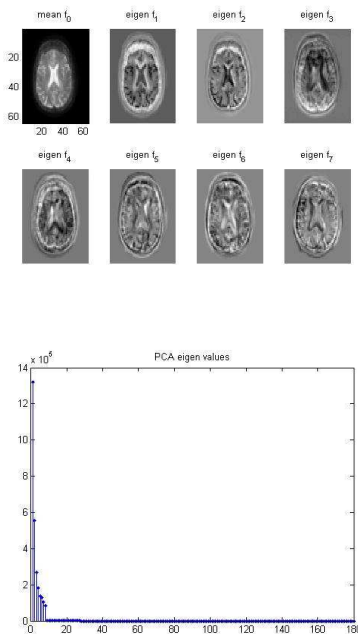 mean f0 eigen f1 eigen f2 eigen f3
20
40
60
20 40 60
eigen f4 eigen f5 eigen f6 eigen f7
PCA eigen values
x 10^6
14
12
10
8
6
4
2
0
0 20 40 60 80 100 120 140 160 180